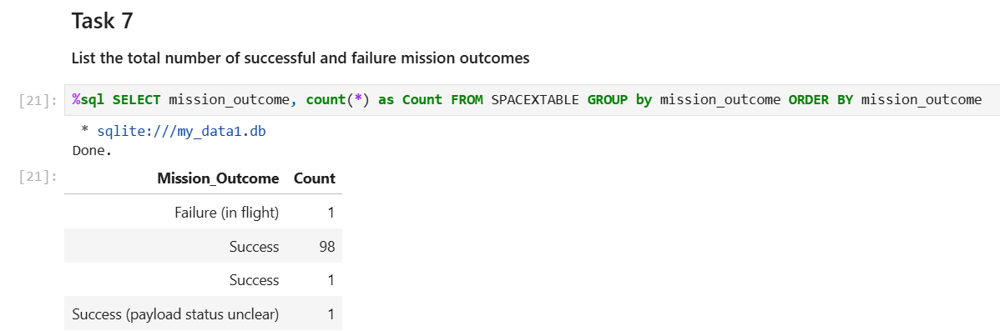 Task 7
List the total number of successful and failure mission outcomes
[21]: %sql SELECT mission_outcome, count(*) as Count FROM SPACEXTABLE GROUP by mission_outcome ORDER BY mission_outcome
* sqlite:///my_data1.db
Done.
[21]: Mission_Outcome Count
Failure (in flight) 1
Success 98
Success 1
Success (payload status unclear) 1